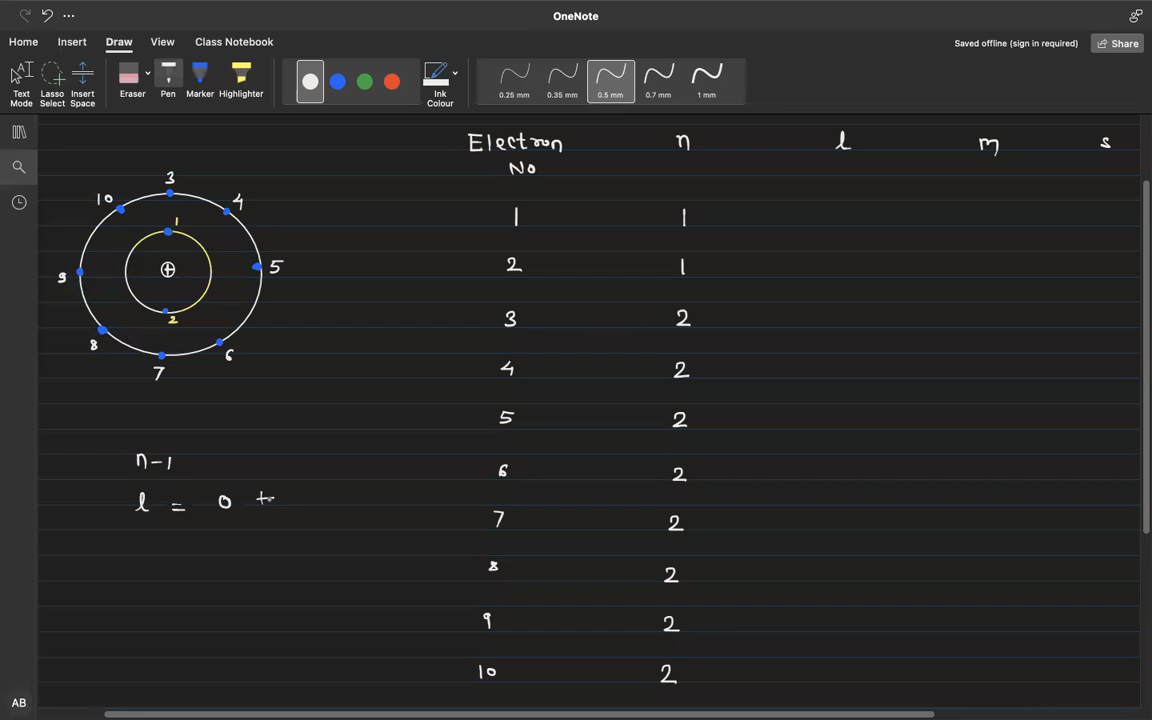 OneNote
Home Insert Draw View Class Notebook
Saved offline (sign in required) Share
Text Mode Lasso Select Insert Space Eraser Pen Marker Highlighter Ink Colour 0.25 mm 0.35 mm 0.5 mm 0.7 mm 1 mm
Electron No n l m s
1 1
2 1
3 2
4 2
5 2
6 2
7 2
8 2
9 2
10 2
3
10 4
1
+
9 5
2
8 6
7
n-1
l = 0
AB